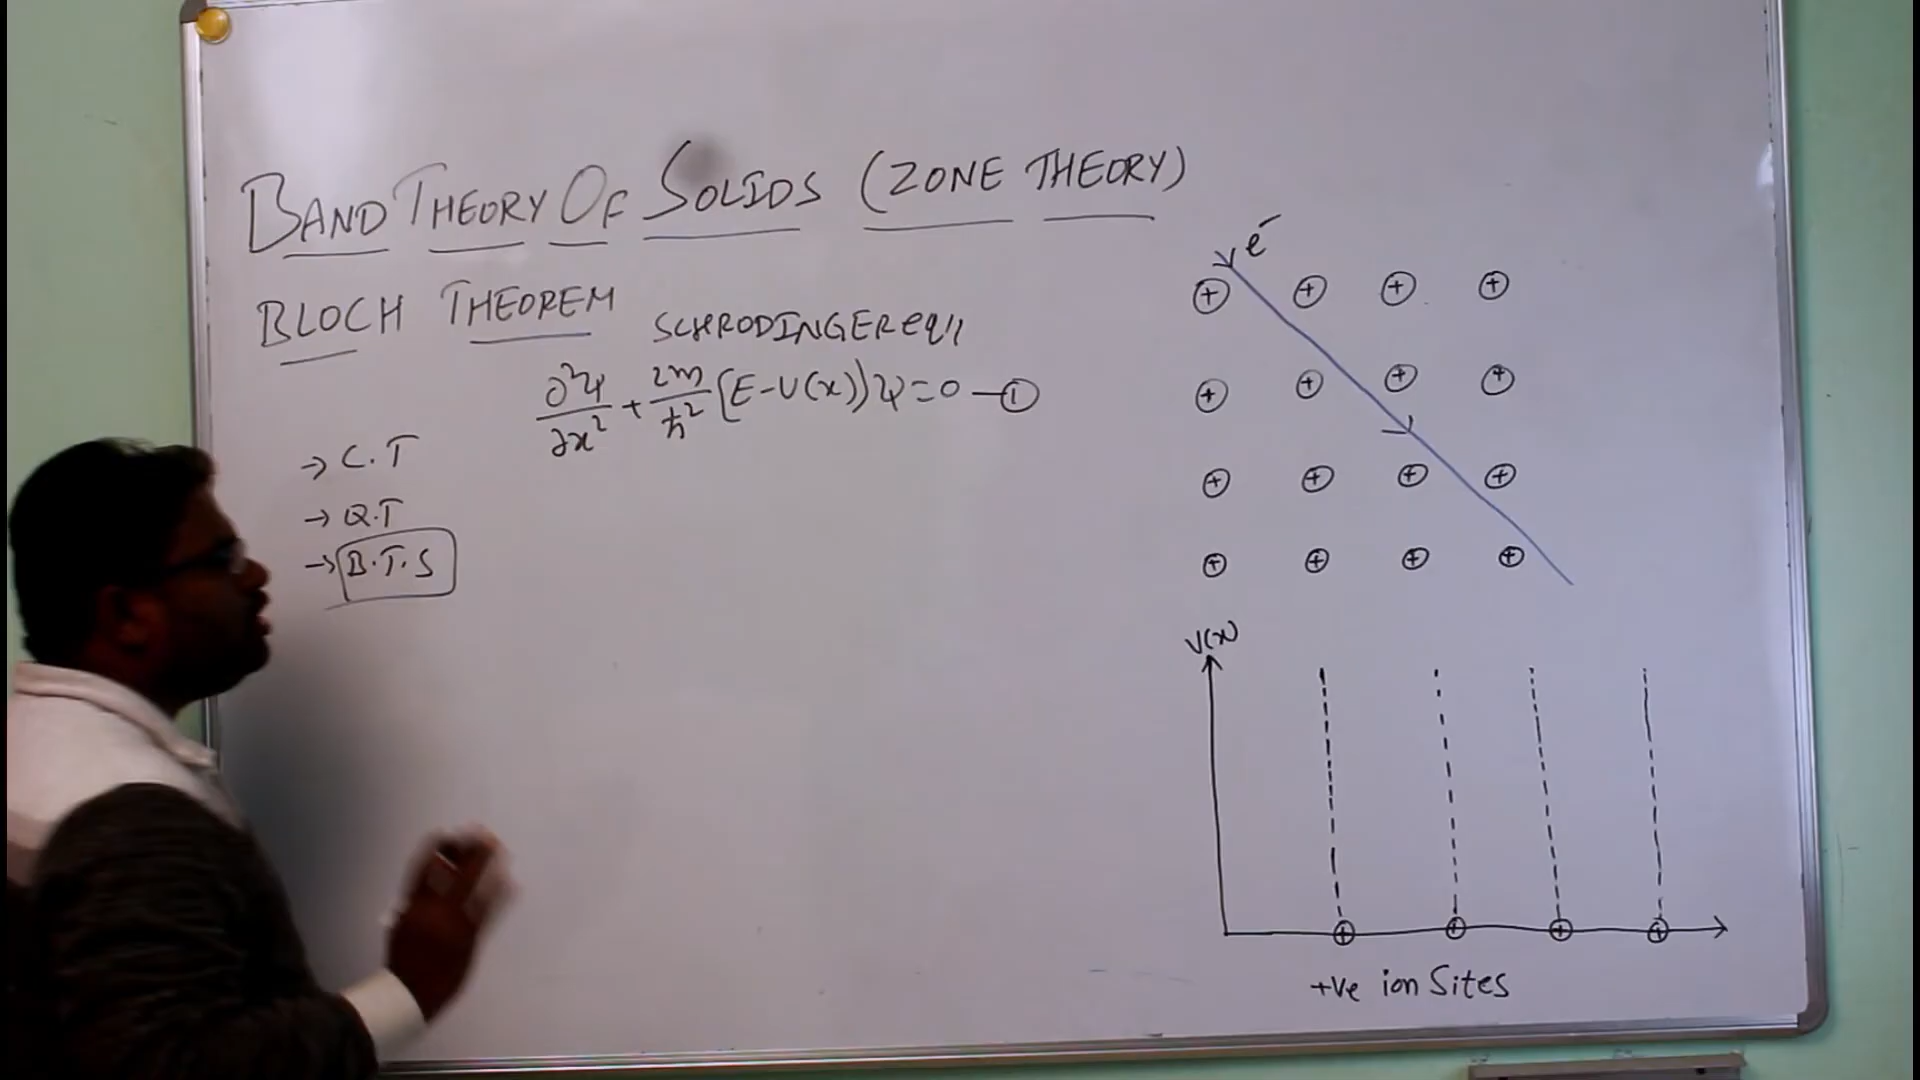 BAND THEORY OF SOLIDS (ZONE THEORY)
BLOCH THEOREM
SCHRODINGER eqn
∂²ψ/∂x² + 2m/ħ² [E-V(x)]ψ=0 —①
→ C.T
→ Q.T
→ B.T.S
e⁻
+ + + +
+ + + +
+ + + +
+ + + +
V(x)
+ + + +
+ve ion Sites